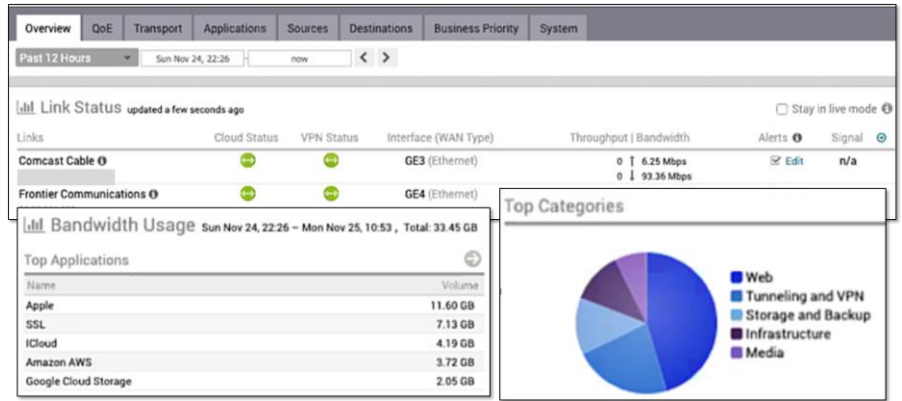 Overview QoE Transport Applications Sources Destinations Business Priority System
Past 12 Hours Sun Nov 24, 22:26 - now
Link Status updated a few seconds ago Stay in live mode
Links Cloud Status VPN Status Interface (WAN Type) Throughput | Bandwidth Alerts Signal
Comcast Cable GE3 (Ethernet) 0 ↑ 6.25 Mbps Edit n/a
0 ↓ 93.36 Mbps
Frontier Communications GE4 (Ethernet)
Bandwidth Usage Sun Nov 24, 22:26 – Mon Nov 25, 10:53 , Total: 33.45 GB
Top Applications
Name Volume
Apple 11.60 GB
SSL 7.13 GB
ICloud 4.19 GB
Amazon AWS 3.72 GB
Google Cloud Storage 2.05 GB
Top Categories
Web
Tunneling and VPN
Storage and Backup
Infrastructure
Media